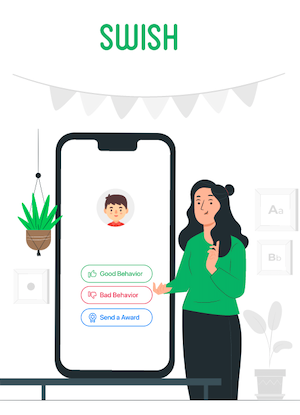 SWISH
Aa
Bb
Good Behavior
Bad Behavior
Send a Award